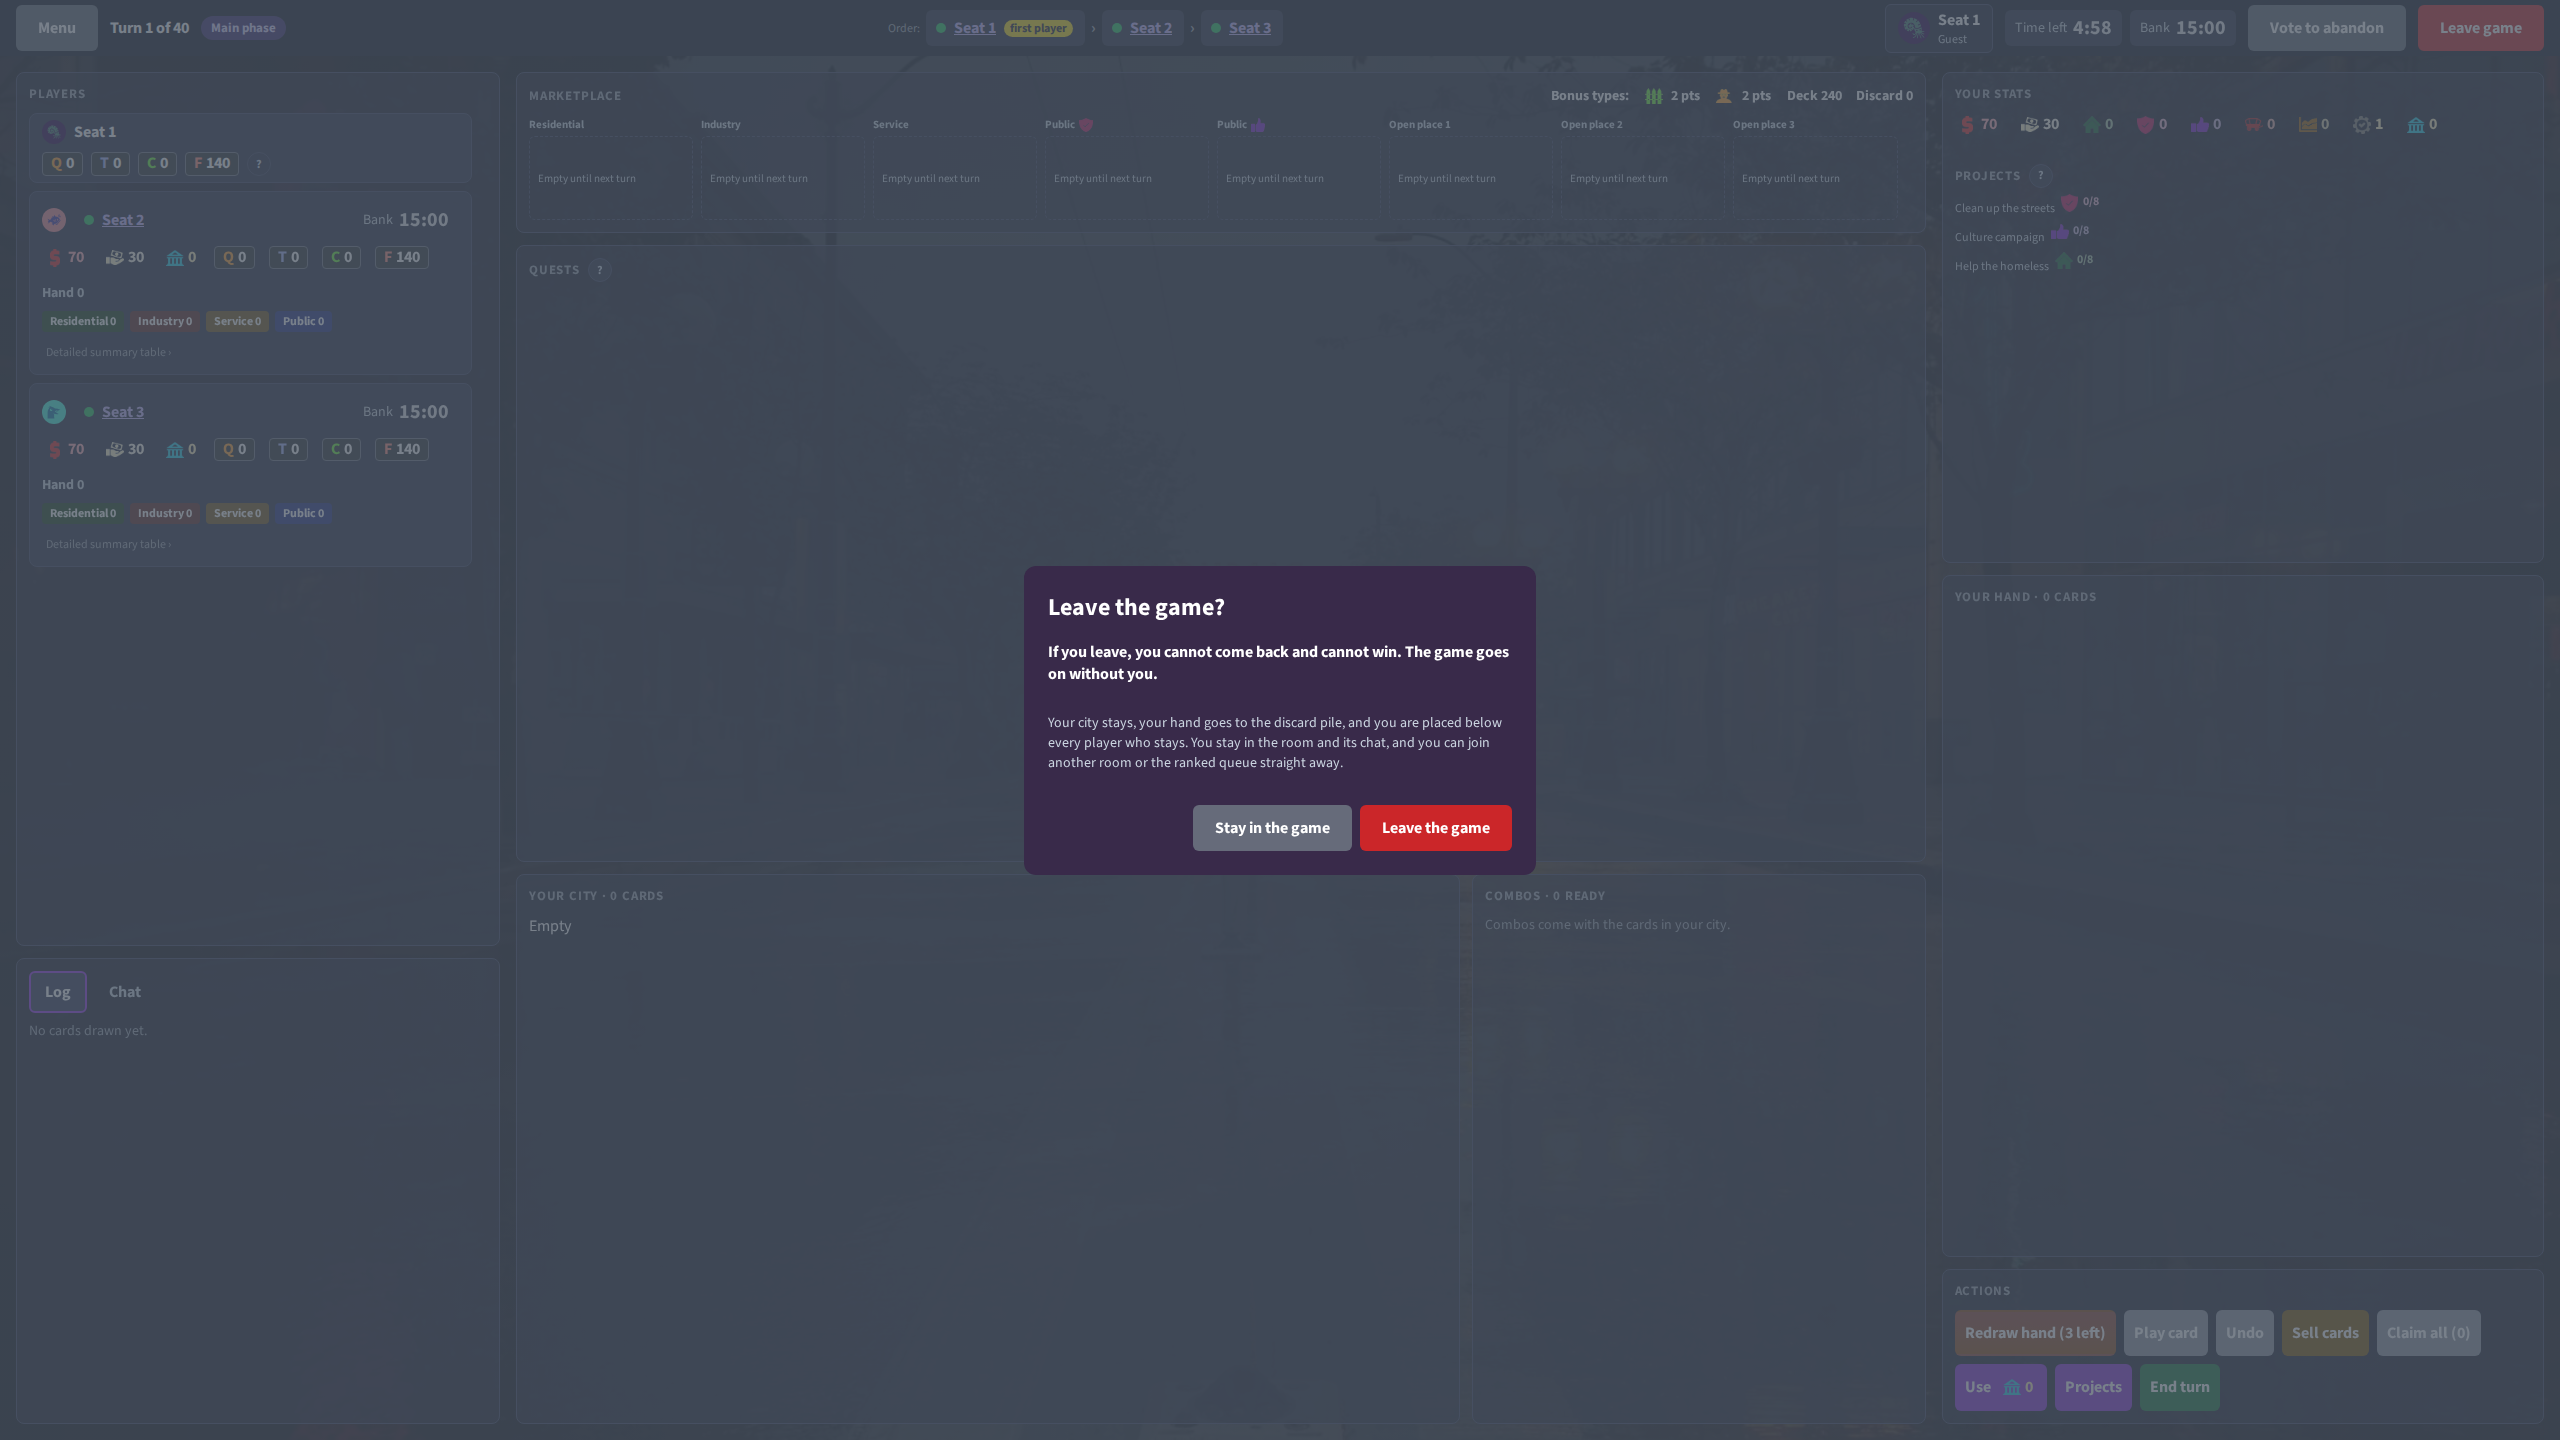 Menu
Turn 1 of 40
Main phase
Order:
Seat 1 first player › Seat 2 › Seat 3
Seat 1
Guest
Time left 4:58
Bank 15:00
Vote to abandon
Leave game
PLAYERS
Seat 1
Q 0 T 0 C 0 F 140 ?
Seat 2
Bank 15:00
70 30 0 Q 0 T 0 C 0 F 140
Hand 0
Residential 0 Industry 0 Service 0 Public 0
Detailed summary table ›
Seat 3
Bank 15:00
70 30 0 Q 0 T 0 C 0 F 140
Hand 0
Residential 0 Industry 0 Service 0 Public 0
Detailed summary table ›
Log
Chat
No cards drawn yet.
MARKETPLACE
Bonus types: 2 pts 2 pts Deck 240 Discard 0
Residential Industry Service Public Public Open place 1 Open place 2 Open place 3
Empty until next turn Empty until next turn Empty until next turn Empty until next turn Empty until next turn Empty until next turn Empty until next turn Empty until next turn
QUESTS ?
Leave the game?
If you leave, you cannot come back and cannot win. The game goes
on without you.
Your city stays, your hand goes to the discard pile, and you are placed below
every player who stays. You stay in the room and its chat, and you can join
another room or the ranked queue straight away.
Stay in the game
Leave the game
YOUR CITY · 0 CARDS
Empty
COMBOS · 0 READY
Combos come with the cards in your city.
YOUR STATS
70 30 0 0 0 0 0 1 0
PROJECTS ?
Clean up the streets 0/8
Culture campaign 0/8
Help the homeless 0/8
YOUR HAND · 0 CARDS
ACTIONS
Redraw hand (3 left) Play card Undo Sell cards Claim all (0)
Use 0 Projects End turn